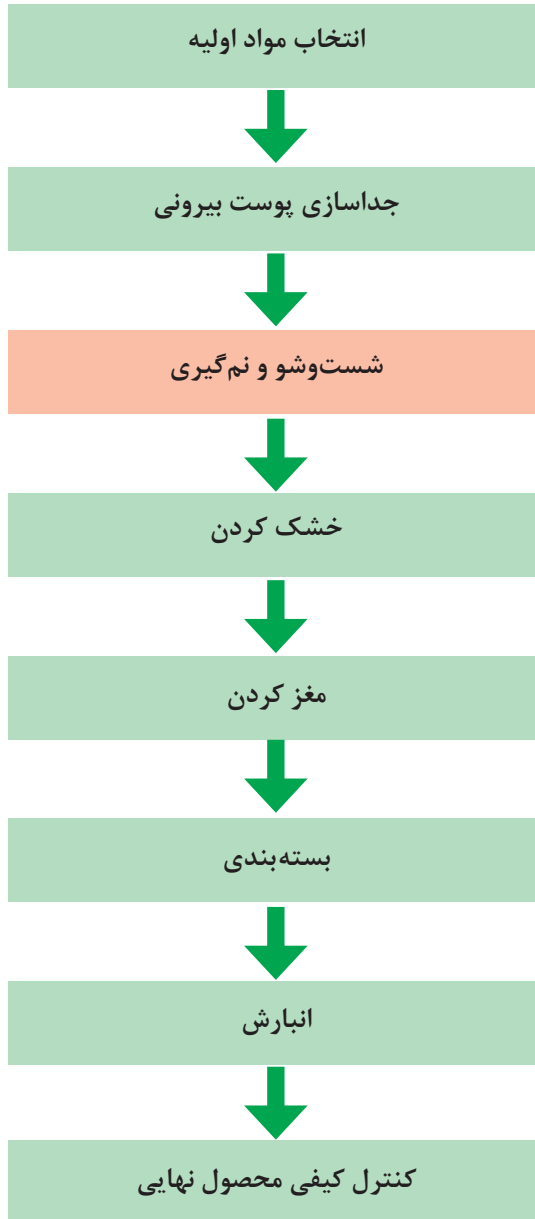 انتخاب مواد اولیه
جداسازی پوست بیرونی
شست‌وشو و نم‌گیری
خشک کردن
مغز کردن
بسته‌بندی
انبارش
کنترل کیفی محصول نهایی